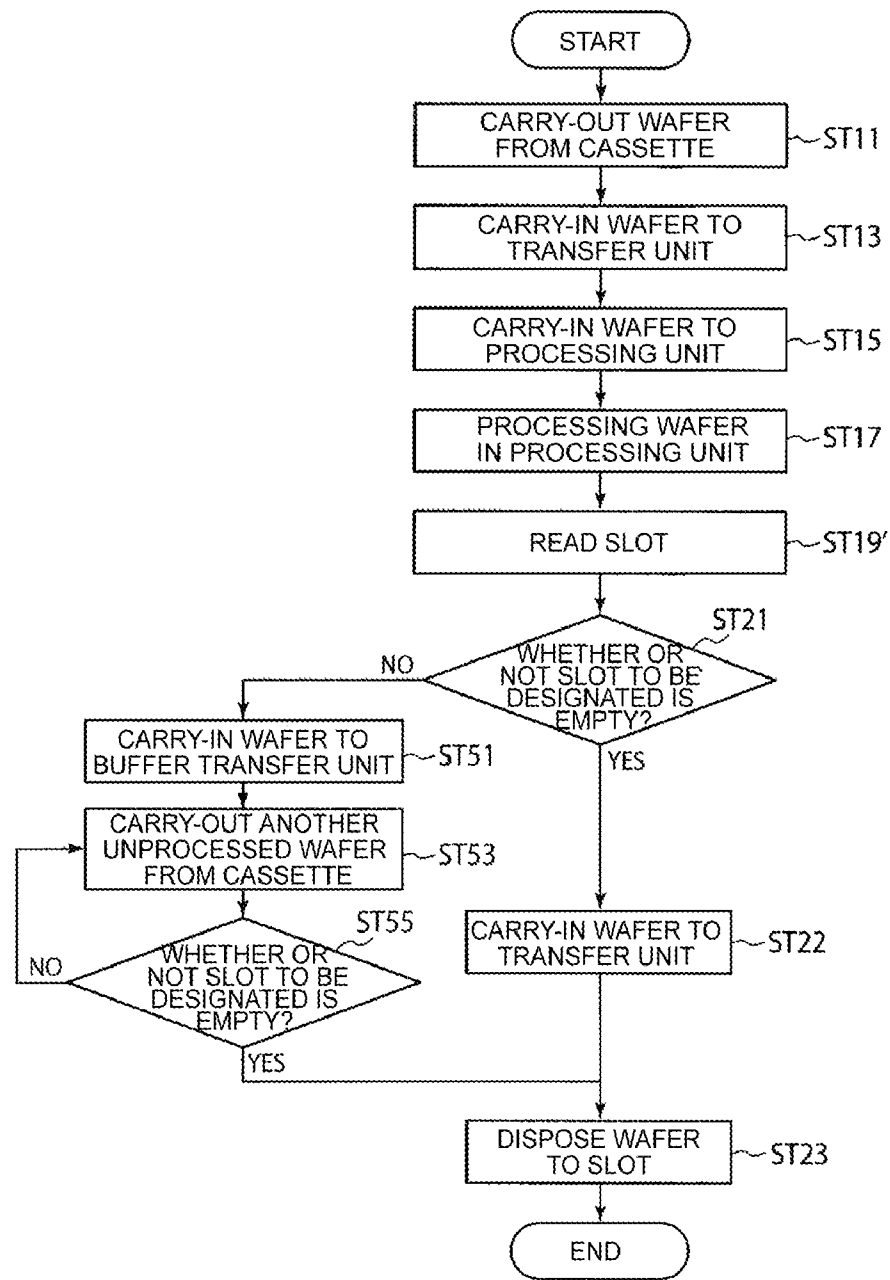 START
CARRY-OUT WAFER
FROM CASSETTE
ST11
CARRY-IN WAFER TO
TRANSFER UNIT
ST13
CARRY-IN WAFER TO
PROCESSING UNIT
ST15
PROCESSING WAFER
IN PROCESSING UNIT
ST17
READ SLOT
ST19'
ST21
WHETHER OR
NOT SLOT TO BE
DESIGNATED IS
EMPTY?
NO
YES
CARRY-IN WAFER TO
BUFFER TRANSFER UNIT
ST51
CARRY-OUT ANOTHER
UNPROCESSED WAFER
FROM CASSETTE
ST53
ST55
WHETHER OR
NOT SLOT TO BE
DESIGNATED IS
EMPTY?
NO
YES
CARRY-IN WAFER TO
TRANSFER UNIT
ST22
DISPOSE WAFER
TO SLOT
ST23
END